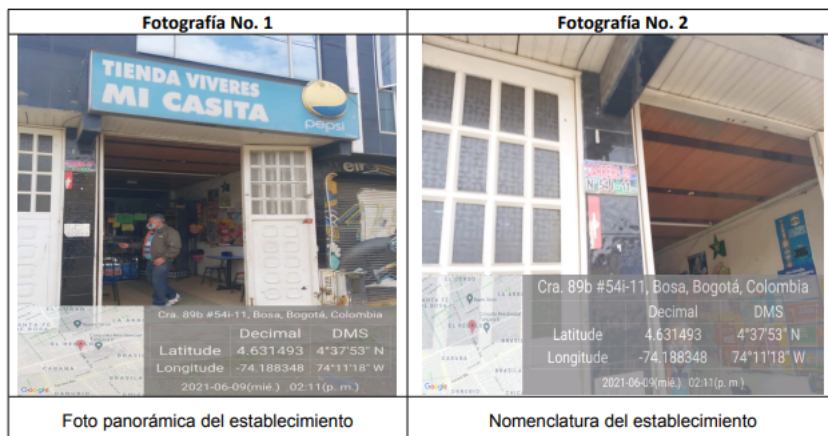 Fotografía No. 1
Fotografía No. 2
TIENDA VIVERES
MI CASITA
pepsi
Cra. 89b #54i-11, Bosa, Bogotá, Colombia
Decimal DMS
Latitude 4.631493 4°37'53" N
Longitude -74.188348 74°11'18" W
2021-06-09(mié.) 02:11(p. m.)
Google
Cra. 89b #54i-11, Bosa, Bogotá, Colombia
Decimal DMS
Latitude 4.631493 4°37'53" N
Longitude -74.188348 74°11'18" W
2021-06-09(mié.) 02:11(p. m.)
Google
Foto panorámica del establecimiento
Nomenclatura del establecimiento